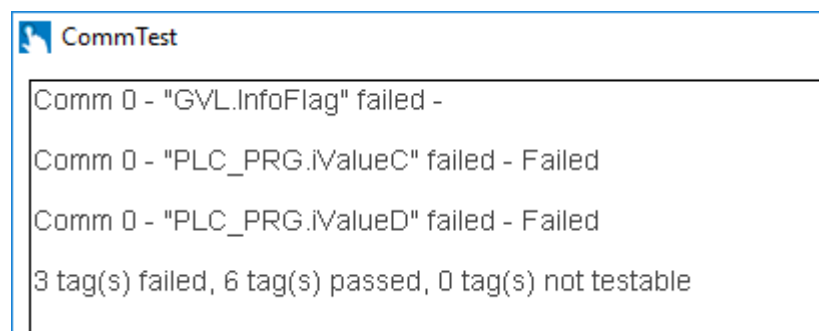 CommTest
Comm 0 - "GVL.InfoFlag" failed -
Comm 0 - "PLC_PRG.iValueC" failed - Failed
Comm 0 - "PLC_PRG.iValueD" failed - Failed
3 tag(s) failed, 6 tag(s) passed, 0 tag(s) not testable